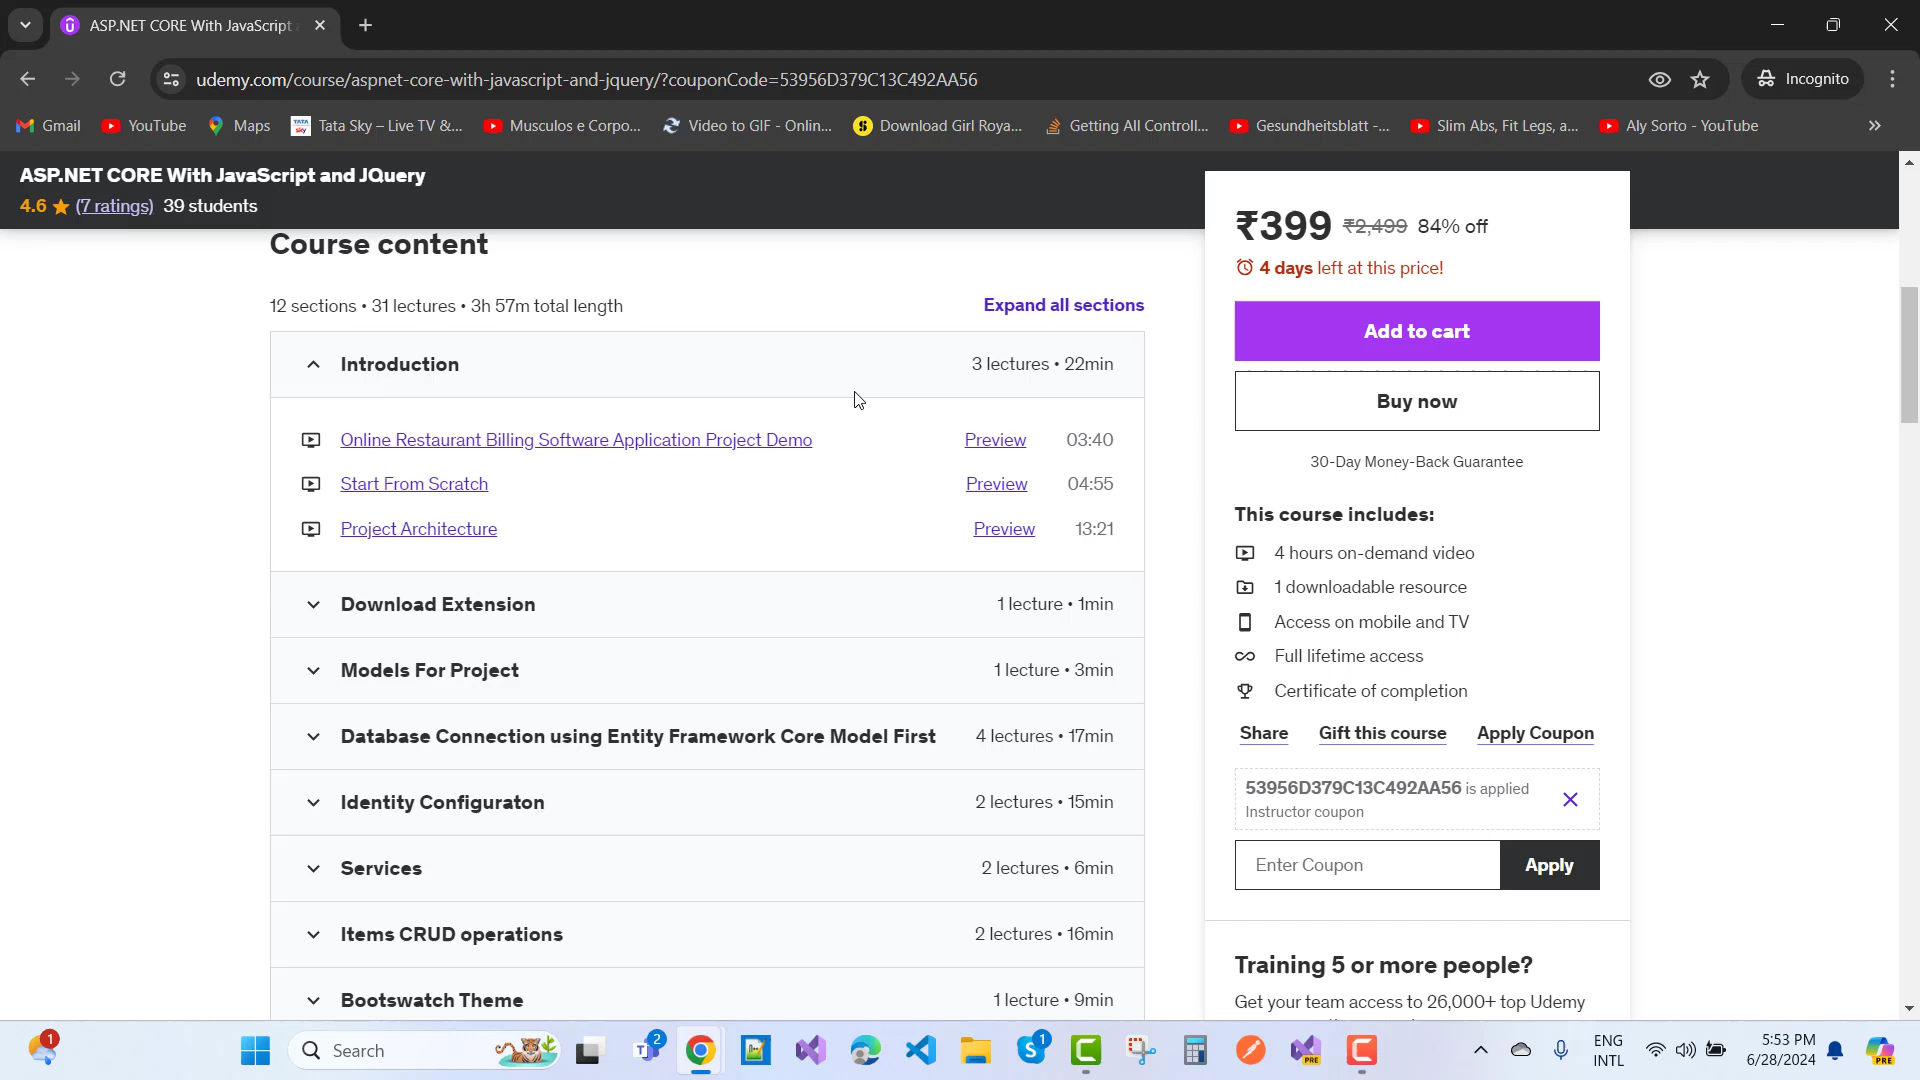 ASP.NET CORE With JavaScript
udemy.com/course/aspnet-core-with-javascript-and-jquery/?couponCode=53956D379C13C492AA56
Incognito
Gmail
YouTube
Maps
TATA sky
Tata Sky – Live TV &...
Musculos e Corpo...
Video to GIF - Onlin...
Download Girl Roya...
Getting All Controll...
Gesundheitsblatt -...
Slim Abs, Fit Legs, a...
Aly Sorto - YouTube
ASP.NET CORE With JavaScript and JQuery
4.6 ★ (7 ratings) 39 students
Course content
12 sections • 31 lectures • 3h 57m total length
Expand all sections
Introduction
3 lectures • 22min
Online Restaurant Billing Software Application Project Demo
Preview
03:40
Start From Scratch
Preview
04:55
Project Architecture
Preview
13:21
Download Extension
1 lecture • 1min
Models For Project
1 lecture • 3min
Database Connection using Entity Framework Core Model First
4 lectures • 17min
Identity Configuraton
2 lectures • 15min
Services
2 lectures • 6min
Items CRUD operations
2 lectures • 16min
Bootswatch Theme
1 lecture • 9min
₹399 ₹2,499 84% off
4 days left at this price!
Add to cart
Buy now
30-Day Money-Back Guarantee
This course includes:
4 hours on-demand video
1 downloadable resource
Access on mobile and TV
Full lifetime access
Certificate of completion
Share
Gift this course
Apply Coupon
53956D379C13C492AA56 is applied
Instructor coupon
Enter Coupon
Apply
Training 5 or more people?
Get your team access to 26,000+ top Udemy
1
Search
2
1
PRE
ENG
INTL
5:53 PM
6/28/2024
PRE